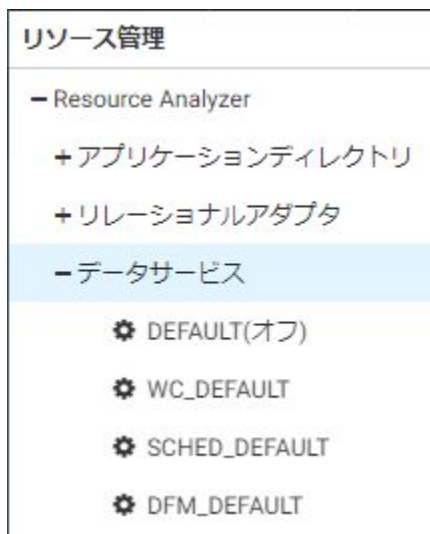 リソース管理
Resource Analyzer
アプリケーションディレクトリ
リレーショナルアダプタ
データサービス
DEFAULT(オフ)
WC_DEFAULT
SCHED_DEFAULT
DFM_DEFAULT